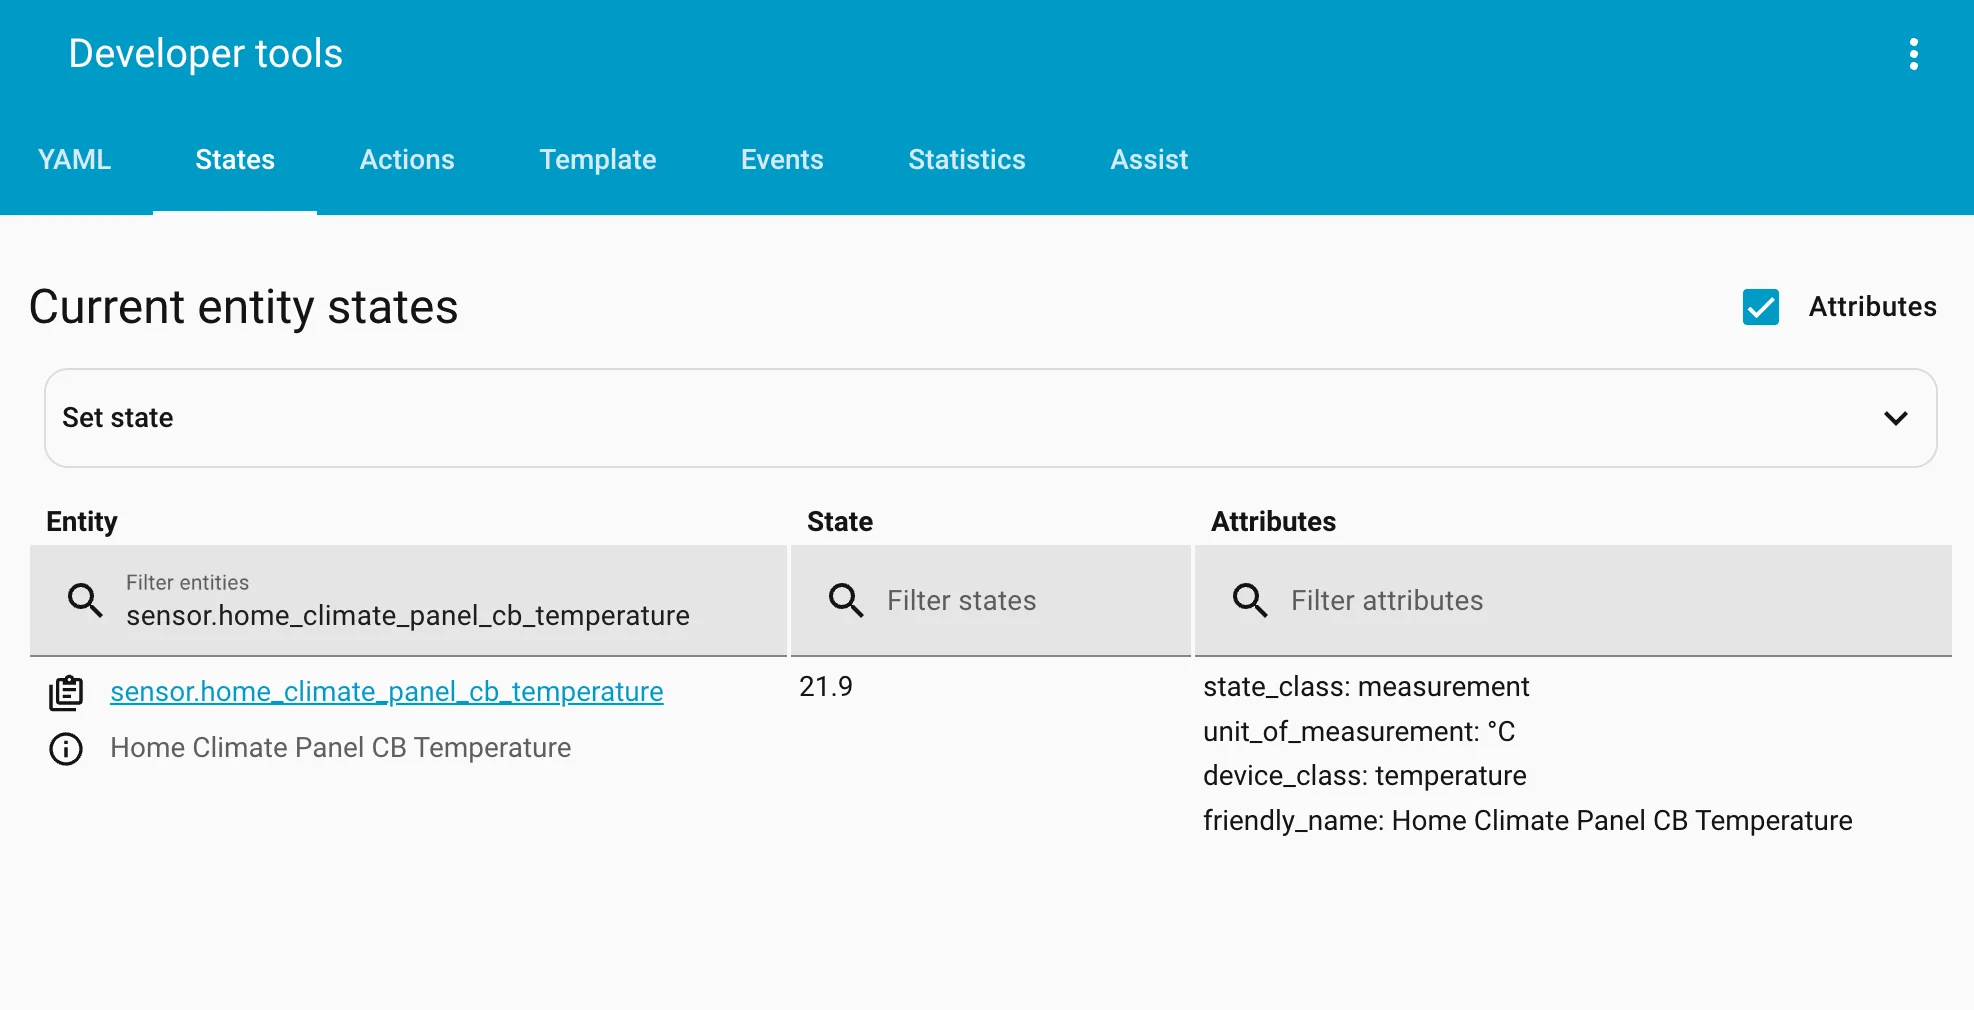 Developer tools
YAML States Actions Template Events Statistics Assist
Current entity states
Attributes
Set state
Entity State Attributes
Filter entities
sensor.home_climate_panel_cb_temperature Filter states Filter attributes
sensor.home_climate_panel_cb_temperature 21.9 state_class: measurement
unit_of_measurement: °C
Home Climate Panel CB Temperature
device_class: temperature
friendly_name: Home Climate Panel CB Temperature